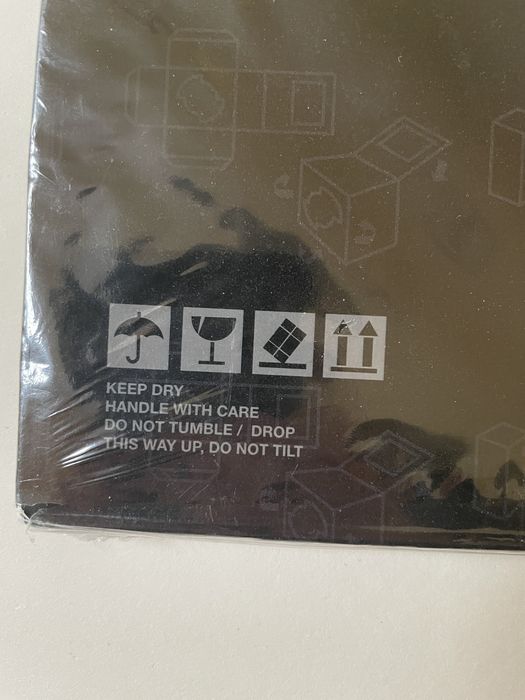 KEEP DRY
HANDLE WITH CARE
DO NOT TUMBLE / DROP
THIS WAY UP, DO NOT TILT